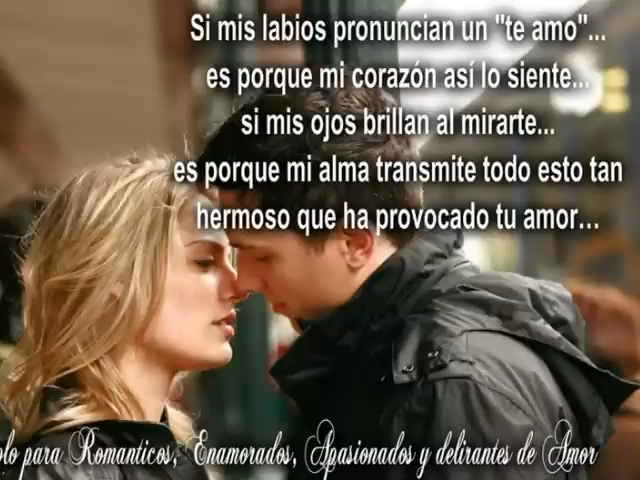 Si mis labios pronuncian un "te amo"...
es porque mi corazón así lo siente...
si mis ojos brillan al mirarte...
es porque mi alma transmite todo esto tan
hermoso que ha provocado tu amor...
olo para Romanticos, Enamorados, Apasionados y delirantes de Amor